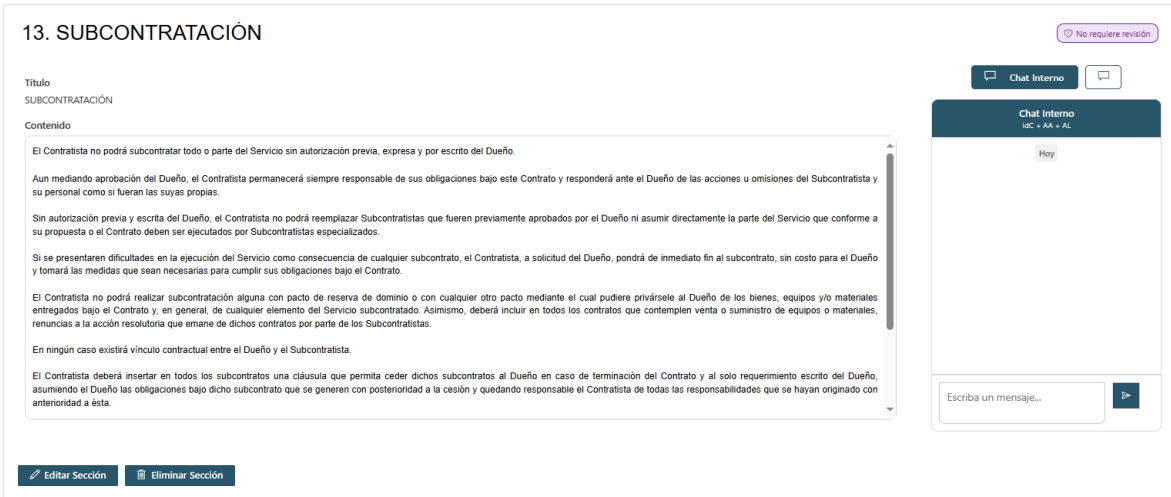 13. SUBCONTRATACIÓN
No requiere revisión
Título
SUBCONTRATACIÓN
Contenido
El Contratista no podrá subcontratar todo o parte del Servicio sin autorización previa, expresa y por escrito del Dueño.
Aun mediando aprobación del Dueño, el Contratista permanecerá siempre responsable de sus obligaciones bajo este Contrato y responderá ante el Dueño de las acciones u omisiones del Subcontratista y
su personal como si fueran las suyas propias.
Sin autorización previa y escrita del Dueño, el Contratista no podrá reemplazar Subcontratistas que fueren previamente aprobados por el Dueño ni asumir directamente la parte del Servicio que conforme a
su propuesta o el Contrato deben ser ejecutados por Subcontratistas especializados.
Si se presentaren dificultades en la ejecución del Servicio como consecuencia de cualquier subcontrato, el Contratista, a solicitud del Dueño, pondrá de inmediato fin al subcontrato, sin costo para el Dueño
y tomará las medidas que sean necesarias para cumplir sus obligaciones bajo el Contrato.
El Contratista no podrá realizar subcontratación alguna con pacto de reserva de dominio o con cualquier otro pacto mediante el cual pudiere privársele al Dueño de los bienes, equipos y/o materiales
entregados bajo el Contrato y, en general, de cualquier elemento del Servicio subcontratado. Asimismo, deberá incluir en todos los contratos que contemplen venta o suministro de equipos o materiales,
renuncias a la acción resolutoria que emane de dichos contratos por parte de los Subcontratistas.
En ningún caso existirá vínculo contractual entre el Dueño y el Subcontratista.
El Contratista deberá insertar en todos los subcontratos una cláusula que permita ceder dichos subcontratos al Dueño en caso de terminación del Contrato y al solo requerimiento escrito del Dueño,
asumiendo el Dueño las obligaciones bajo dicho subcontrato que se generen con posterioridad a la cesión y quedando responsable el Contratista de todas las responsabilidades que se hayan originado con
anterioridad a ésta.
Editar Sección
Eliminar Sección
Chat Interno
Chat Interno
IdC + AA + AL
Hoy
Escriba un mensaje...